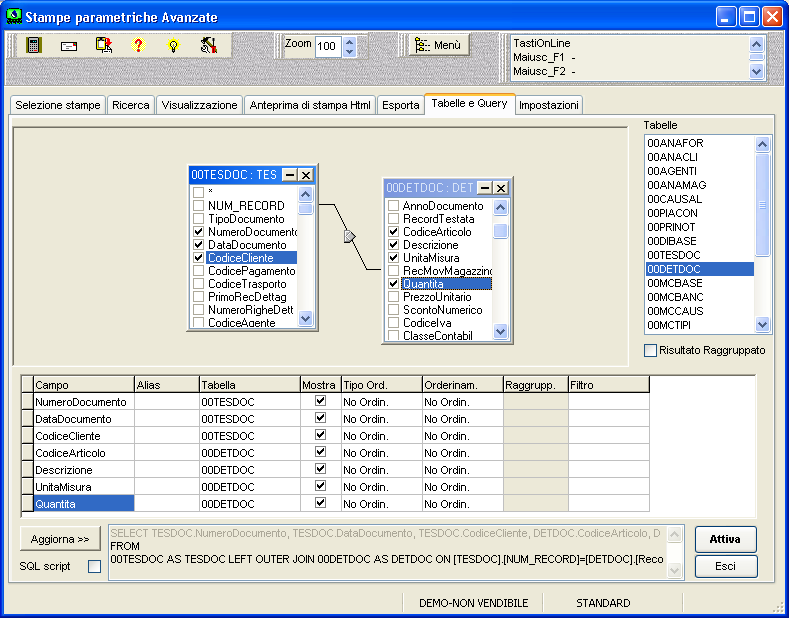 Stampe parametriche Avanzate
Zoom 100
Menù
TastiOnLine
Maiusc_F1 -
Maiusc_F2 -
Selezione stampe
Ricerca
Visualizzazione
Anteprima di stampa Html
Esporta
Tabelle e Query
Impostazioni
00TESDOC : TES
*
NUM_RECORD
TipoDocumento
NumeroDocumento
DataDocumento
CodiceCliente
CodicePagamento
CodiceTrasporto
PrimoRecDettag
NumeroRigheDett
CodiceAgente
00DETDOC : DET
AnnoDocumento
RecordTestata
CodiceArticolo
Descrizione
UnitaMisura
RecMovMagazzino
Quantita
PrezzoUnitario
ScontoNumerico
CodiceIva
ClasseContabil
Tabelle
00ANAFOR
00ANACLI
00AGENTI
00ANAMAG
00CAUSAL
00PIACON
00PRINOT
00DIBASE
00TESDOC
00DETDOC
00MCBASE
00MCBANC
00MCCAUS
00MCTIPI
Risultato Raggruppato
Campo Alias Tabella Mostra Tipo Ord. Orderinam. Raggrupp. Filtro
NumeroDocumento 00TESDOC No Ordin. No Ordin.
DataDocumento 00TESDOC No Ordin. No Ordin.
CodiceCliente 00TESDOC No Ordin. No Ordin.
CodiceArticolo 00DETDOC No Ordin. No Ordin.
Descrizione 00DETDOC No Ordin. No Ordin.
UnitaMisura 00DETDOC No Ordin. No Ordin.
Quantita 00DETDOC No Ordin. No Ordin.
Aggiorna >>
SQL script
SELECT TESDOC.NumeroDocumento, TESDOC.DataDocumento, TESDOC.CodiceCliente, DETDOC.CodiceArticolo, D
FROM
00TESDOC AS TESDOC LEFT OUTER JOIN 00DETDOC AS DETDOC ON [TESDOC].[NUM_RECORD]=[DETDOC].[Reco
Attiva
Esci
DEMO-NON VENDIBILE
STANDARD